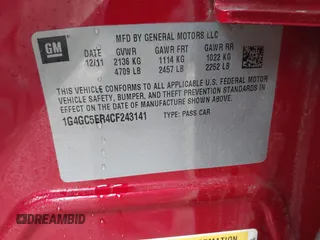 GM
MFD BY GENERAL MOTORS LLC
DATE GVWR GAWR FRT GAWR RR
12/11 2136 KG 1114 KG 1022 KG
4709 LB 2457 LB 2252 LB
THIS VEHICLE CONFORMS TO ALL APPLICABLE U.S. FEDERAL MOTOR
VEHICLE SAFETY, BUMPER, AND THEFT PREVENTION STANDARDS IN
EFFECT ON THE DATE OF MANUFACTURE SHOWN ABOVE.
1G4GC5ER4CF243141
TYPE: PASS CAR
INFORMATION
DREAMBID